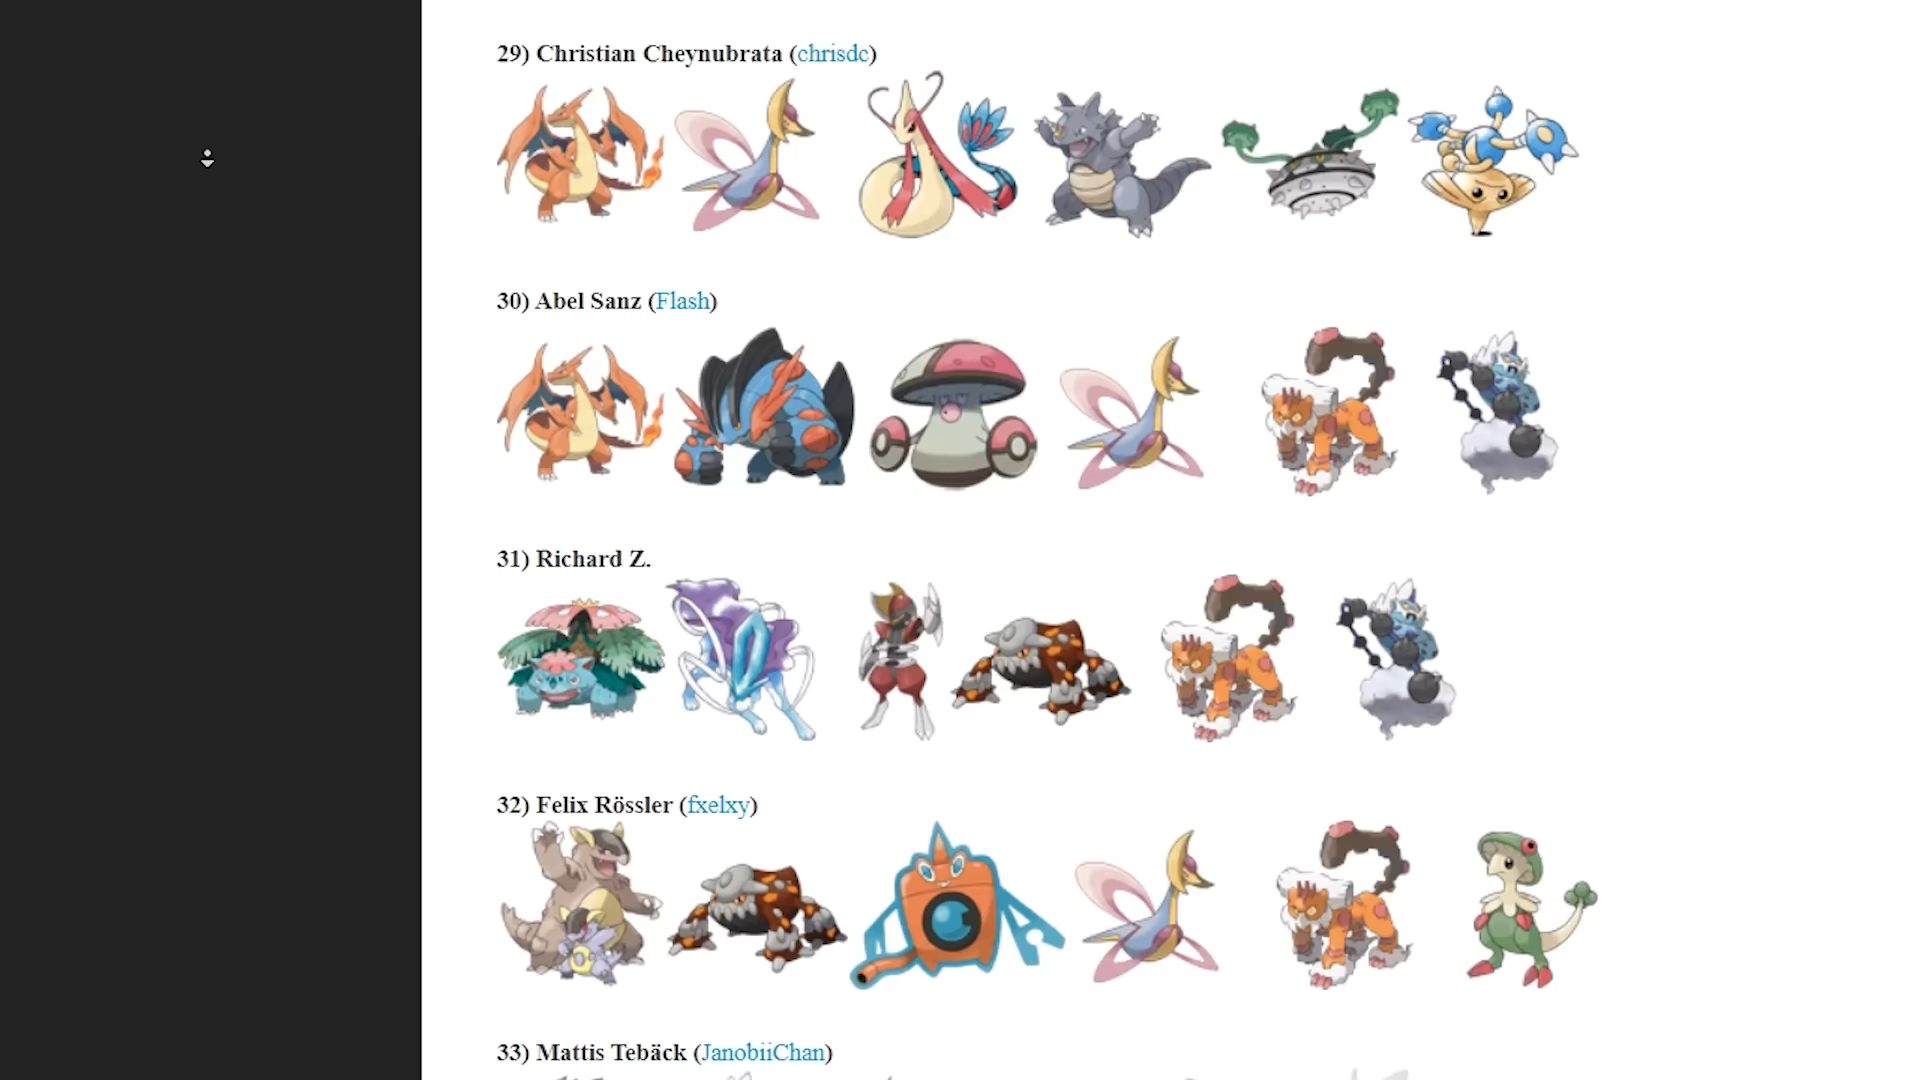 29) Christian Cheynubrata (chrisdc)
30) Abel Sanz (Flash)
31) Richard Z.
32) Felix Rössler (fxelxy)
33) Mattis Tebäck (JanobiiChan)